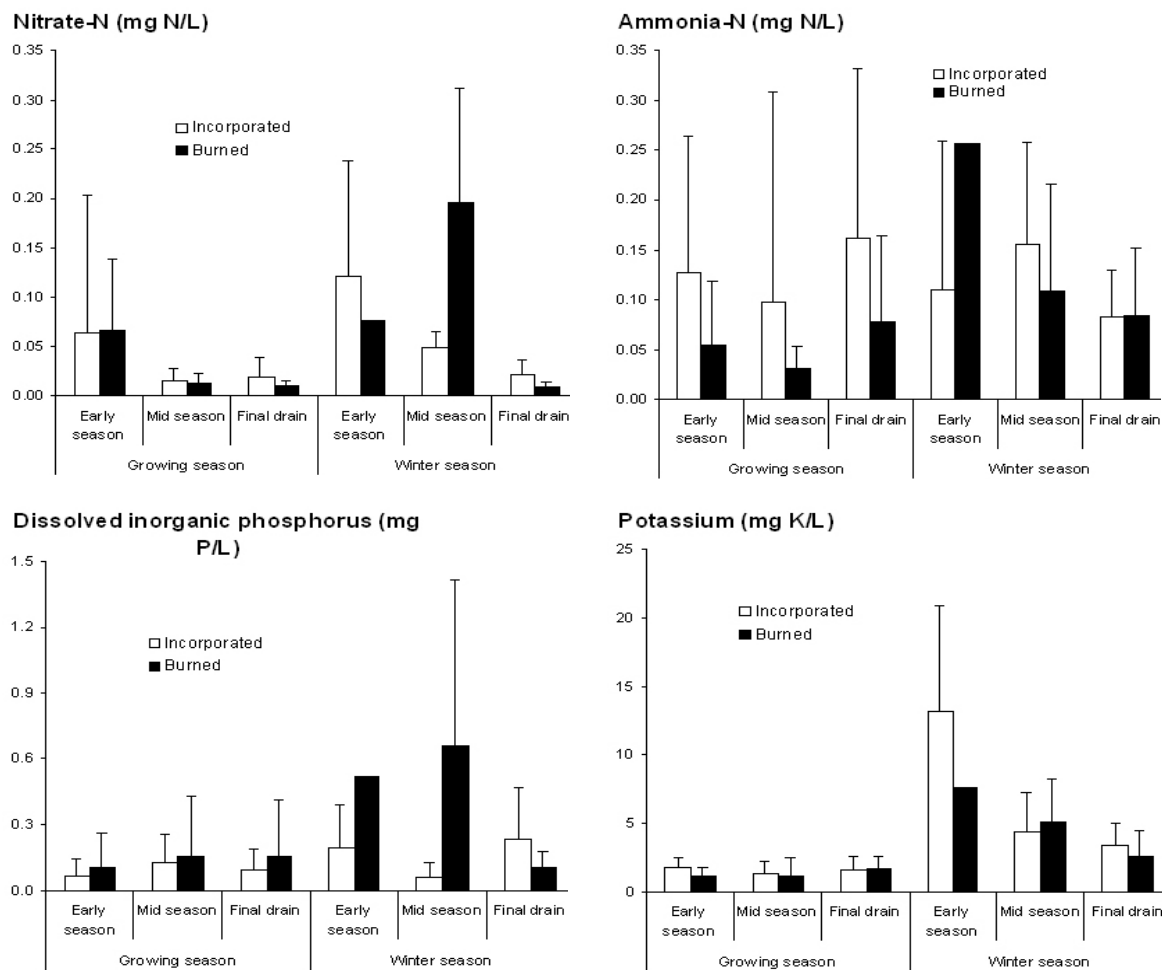 Nitrate-N (mg N/L)
0.35
0.30
0.25
0.20
0.15
0.10
0.05
0.00
Incorporated
Burned
Early season
Mid season
Final drain
Early season
Mid season
Final drain
Growing season
Winter season
Ammonia-N (mg N/L)
0.35
0.30
0.25
0.20
0.15
0.10
0.05
0.00
Incorporated
Burned
Early season
Mid season
Final drain
Early season
Mid season
Final drain
Growing season
Winter season
Dissolved inorganic phosphorus (mg
P/L)
1.5
1.2
0.9
0.6
0.3
0.0
Incorporated
Burned
Early season
Mid season
Final drain
Early season
Mid season
Final drain
Growing season
Winter season
Potassium (mg K/L)
25
20
15
10
5
0
Incorporated
Burned
Early season
Mid season
Final drain
Early season
Mid season
Final drain
Growing season
Winter season